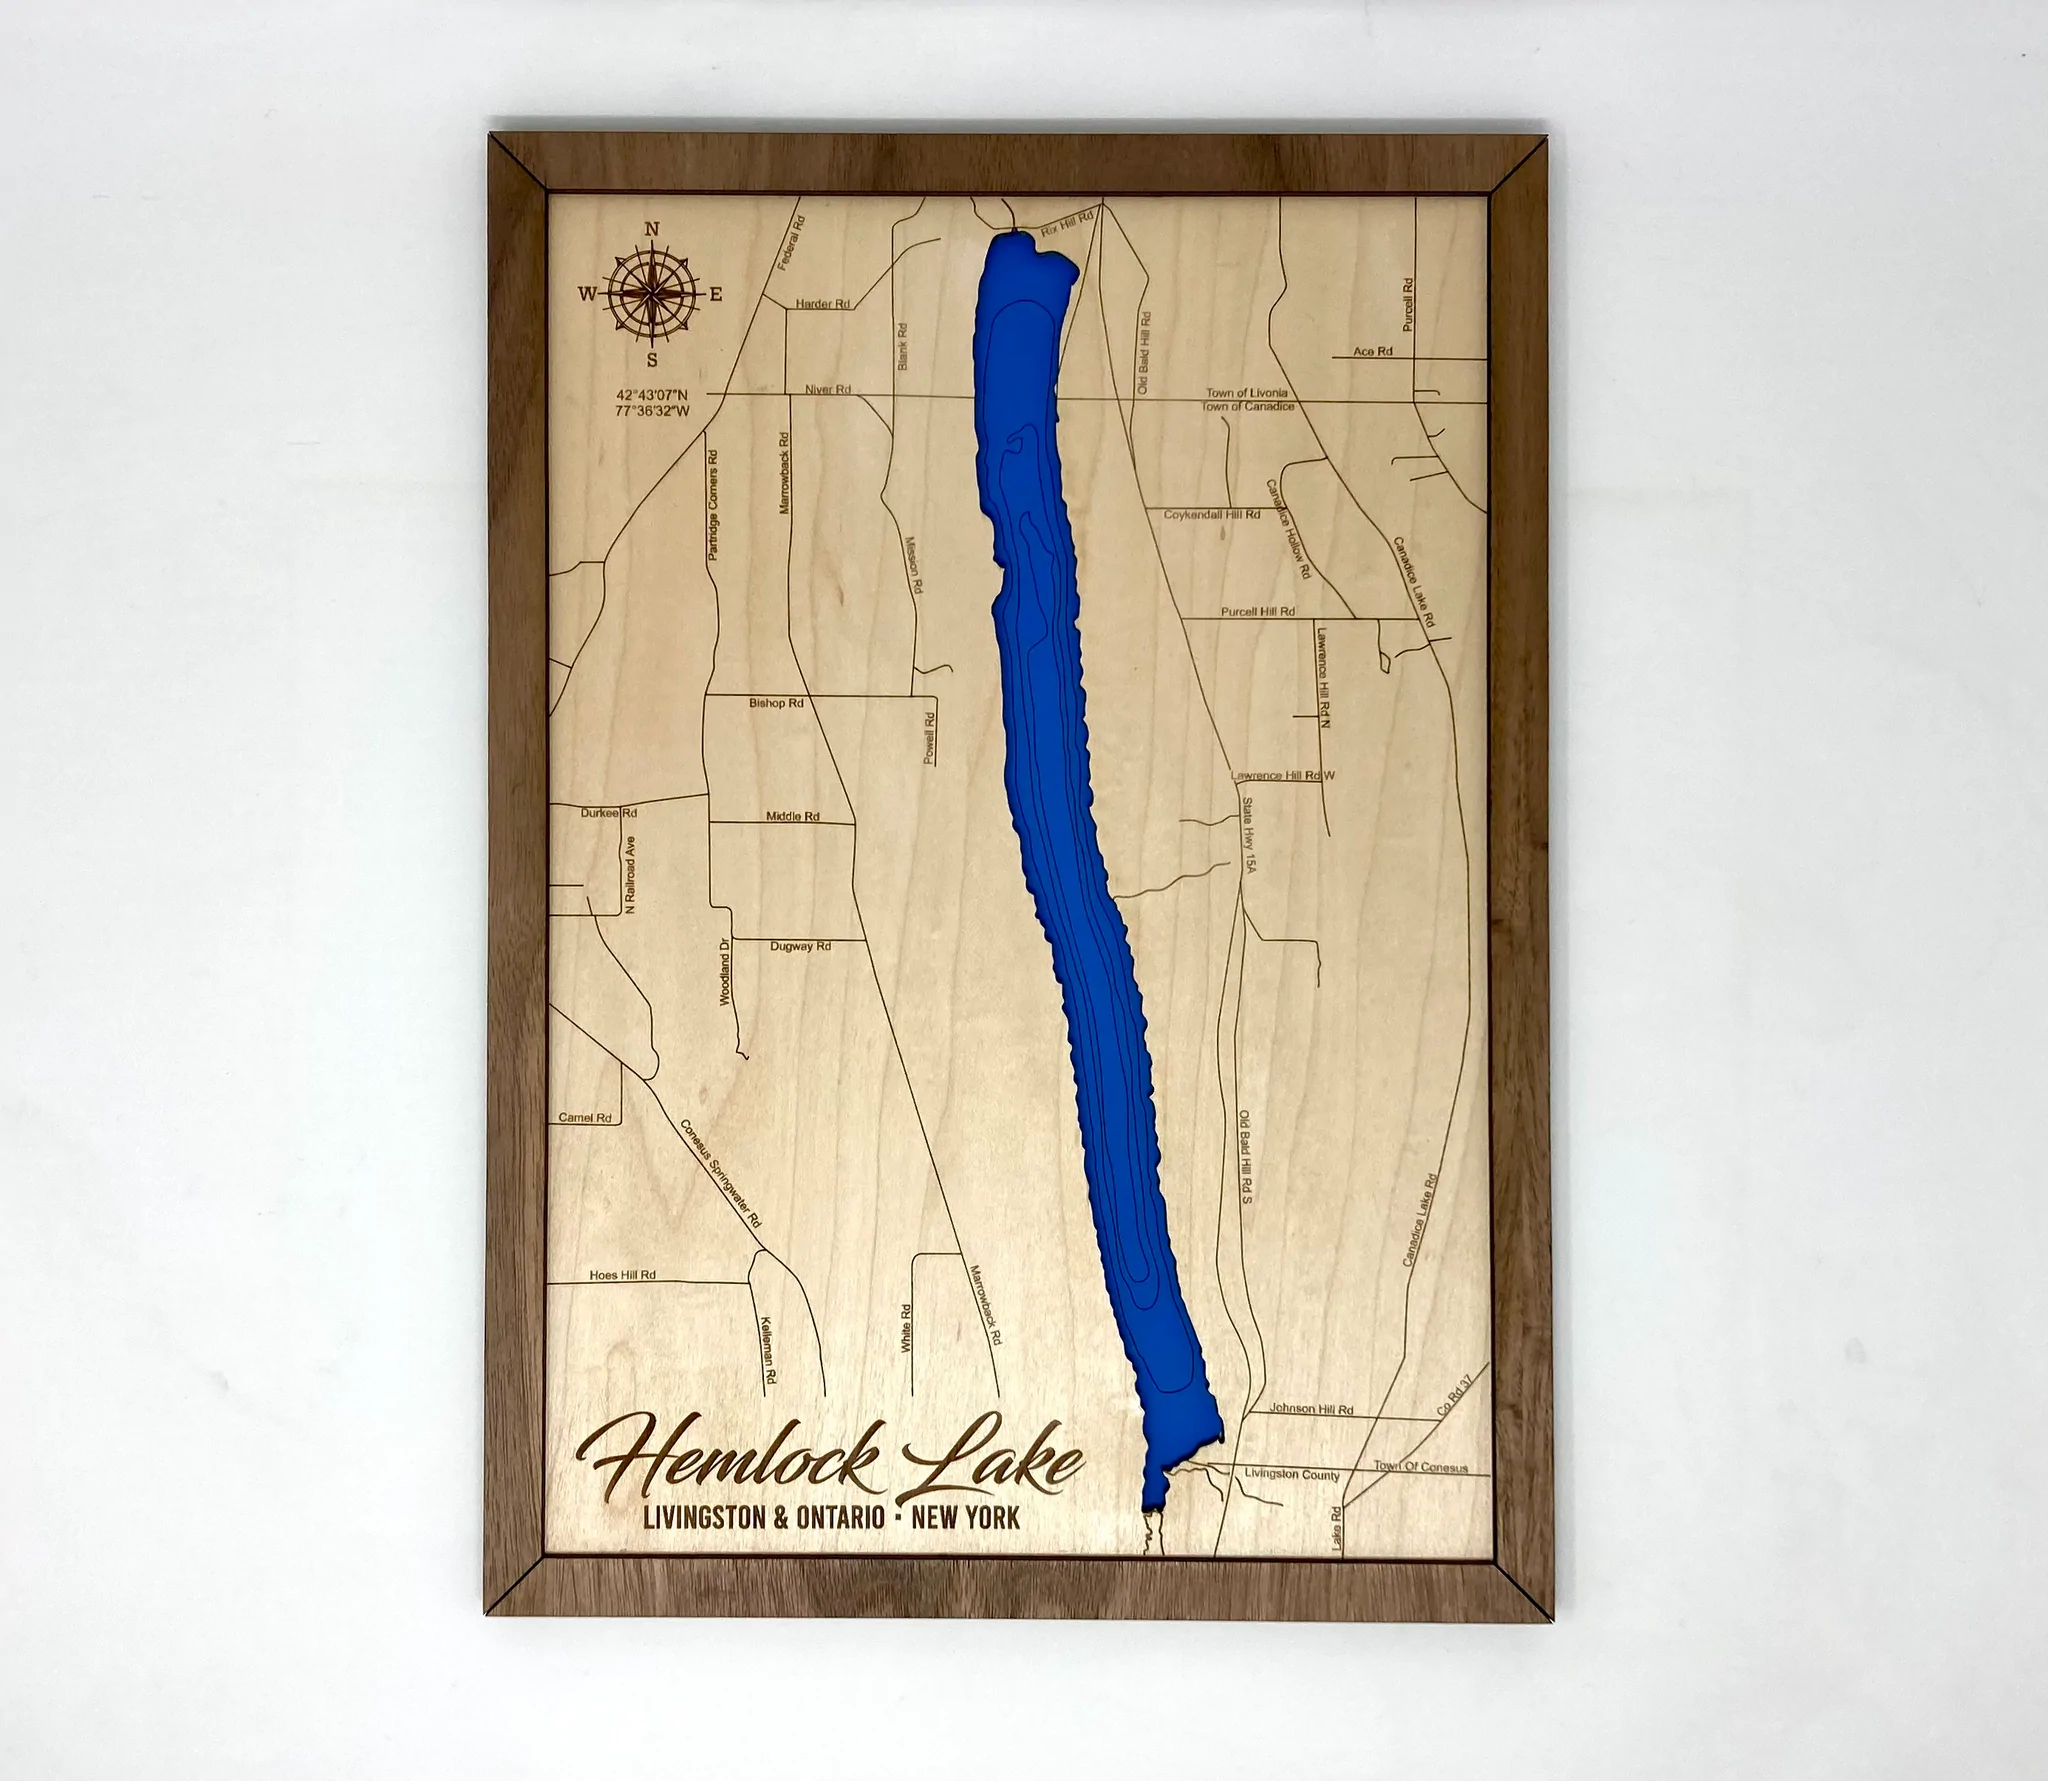 N
W E
S
42°43'07"N
77°36'32"W
Federal Rd
Rix Hill Rd
Harder Rd
Blank Rd
Old Bald Hill Rd
Purcell Rd
Ace Rd
Niver Rd
Town of Livonia
Town of Canadice
Partridge Corners Rd
Marrowback Rd
Mission Rd
Coykendall Hill Rd
Canadice Hollow Rd
Canadice Lake Rd
Purcell Hill Rd
Lawrence Hill Rd N
Bishop Rd
Powell Rd
Lawrence Hill Rd W
State Hwy 15A
Durkee Rd
Middle Rd
N Railroad Ave
Woodland Dr
Dugway Rd
Camel Rd
Conesus Springwater Rd
Old Bald Hill Rd S
Canadice Lake Rd
Hoes Hill Rd
Kelleman Rd
White Rd
Marrowback Rd
Johnson Hill Rd
Co Rd 37
Livingston County
Town Of Conesus
Lake Rd
Hemlock Lake
LIVINGSTON & ONTARIO • NEW YORK